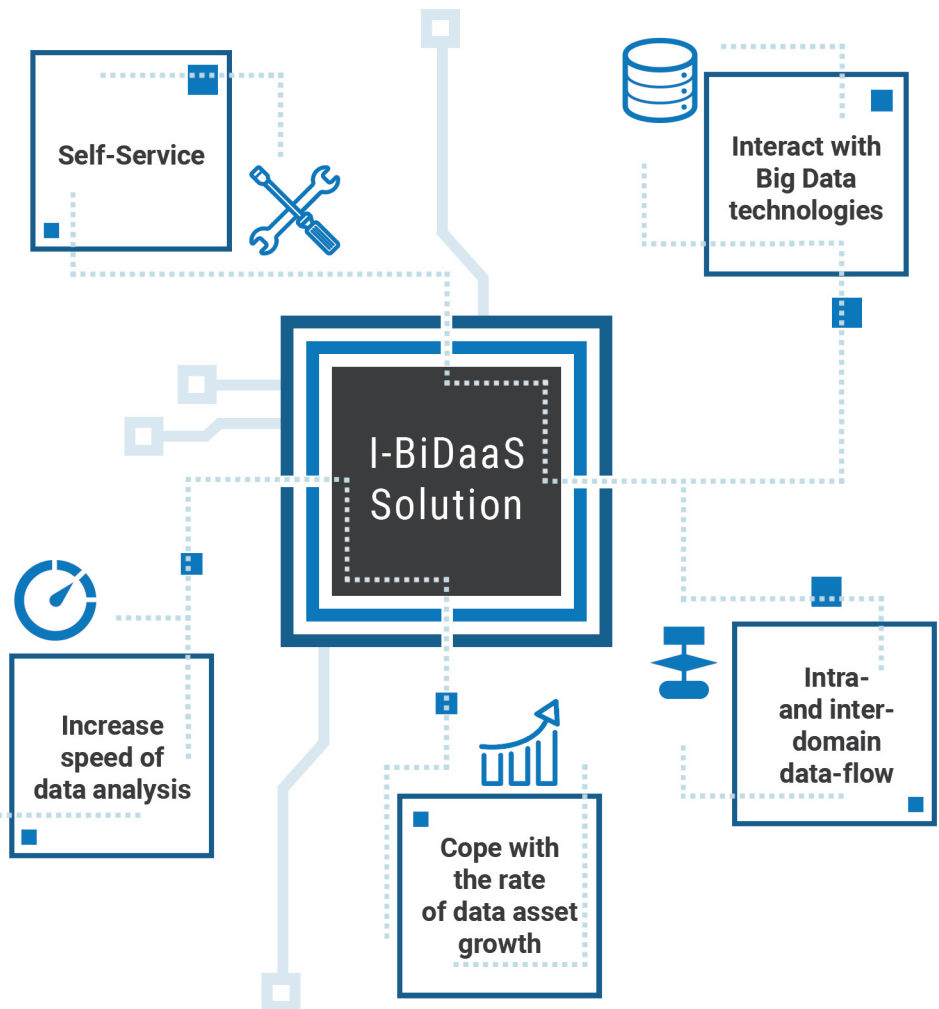 Self-Service
Interact with
Big Data
technologies
I-BiDaaS
Solution
Increase
speed of
data analysis
Cope with
the rate
of data asset
growth
Intra-
and inter-
domain
data-flow